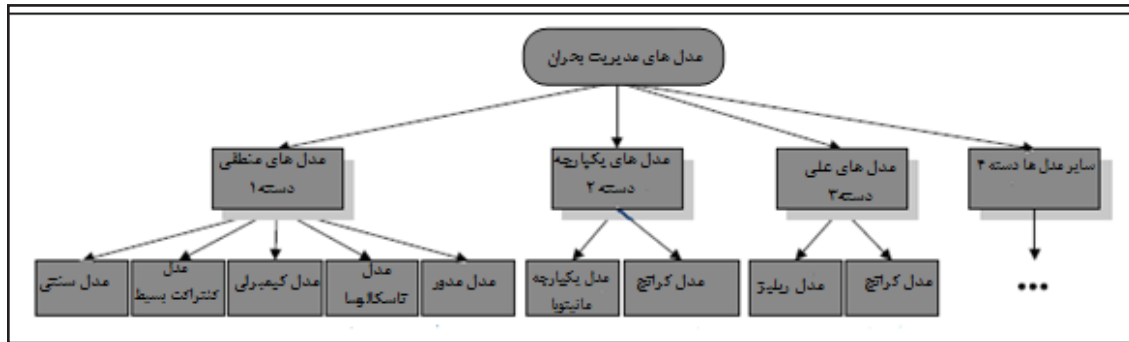 مدل های مدیریت بحران
مدل های منطقی
دسته ۱
مدل های یکپارچه
دسته ۲
مدل های علی
دسته۳
سایر مدل ها دسته ۴
مدل سنتی
مدل
کنتراکت بسیط
مدل کیمبرلی
مدل
تاسکالوسا
مدل مدور
مدل یکپارچه
مانیتوبا
مدل کراتچ
مدل ریلیز
مدل کراتچ
...